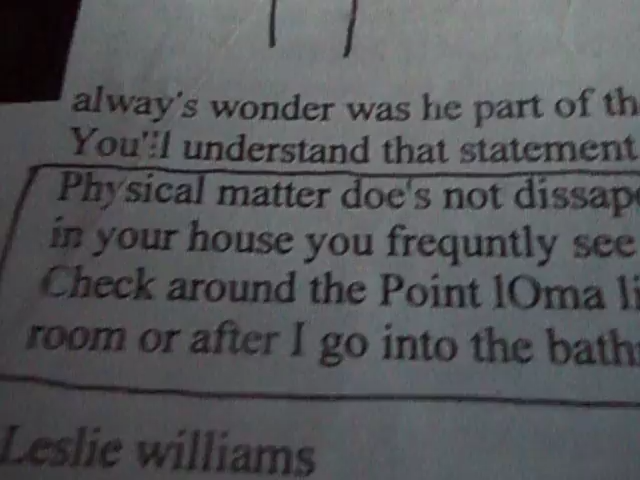 alway's wonder was he part of th
You'll understand that statement
Physical matter doe's not dissap
in your house you frequntly see
Check around the Point lOma li
room or after I go into the bath
Leslie williams